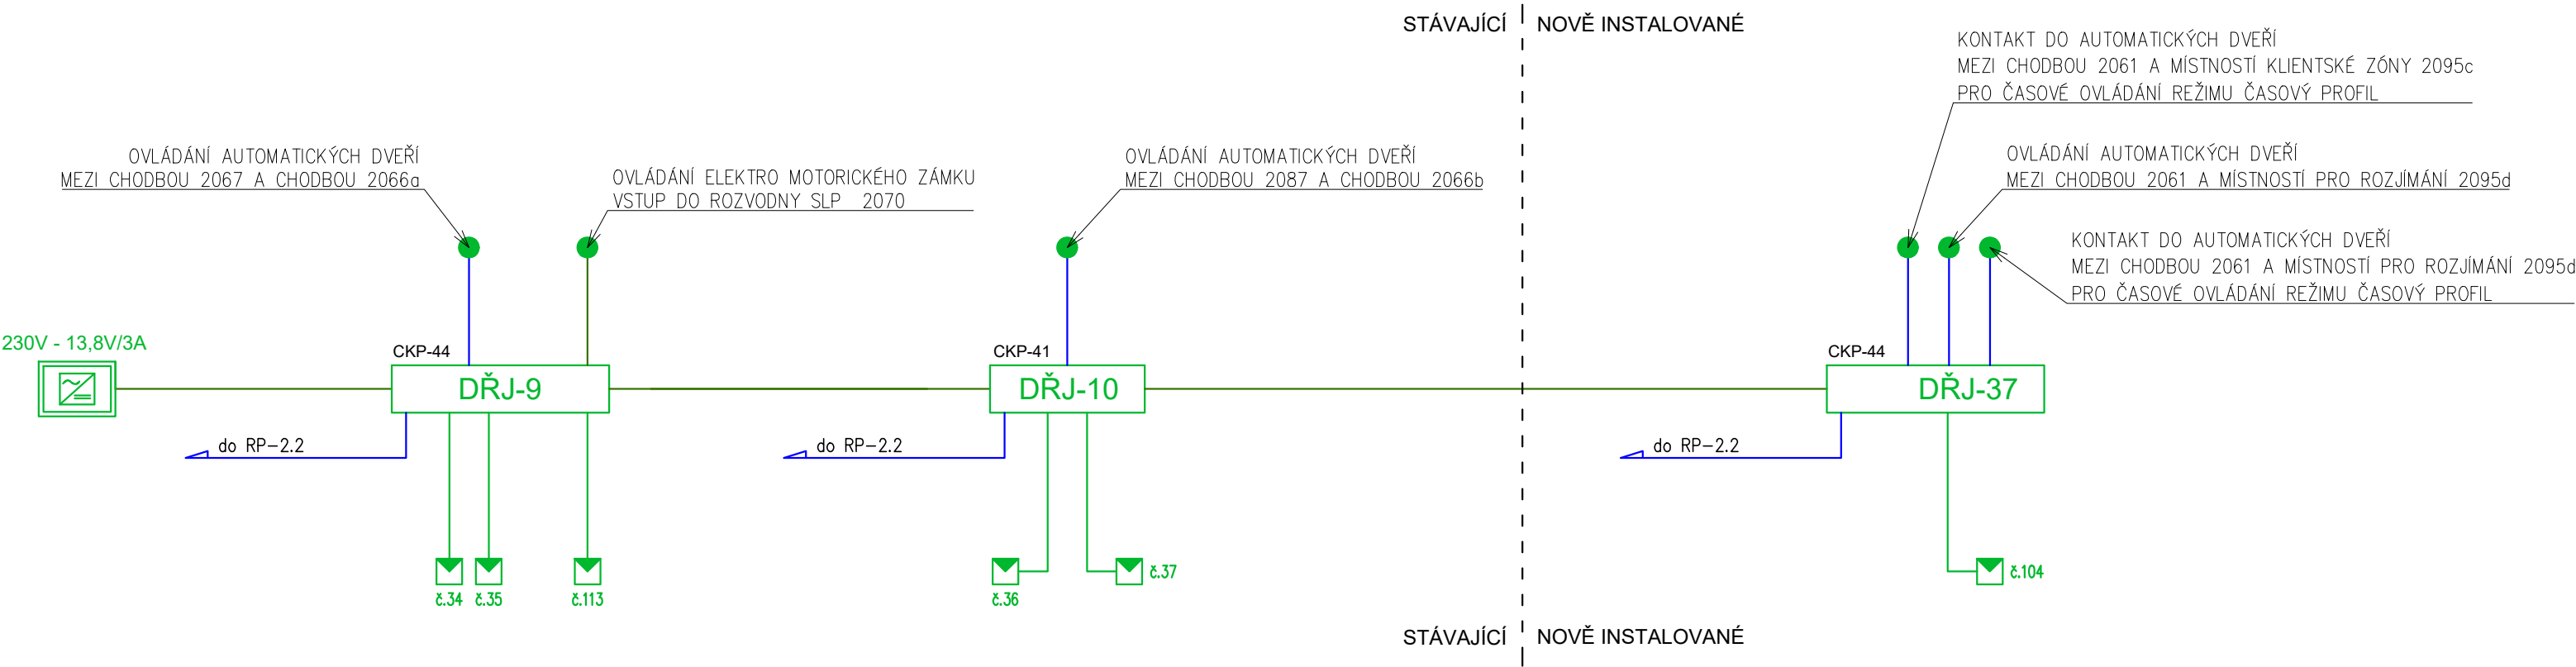 STÁVAJÍCÍ
NOVĚ INSTALOVANÉ
KONTAKT DO AUTOMATICKÝCH DVEŘÍ
MEZI CHODBOU 2061 A MÍSTNOSTÍ KLIENTSKÉ ZÓNY 2095c
PRO ČASOVÉ OVLÁDÁNÍ REŽIMU ČASOVÝ PROFIL
OVLÁDÁNÍ AUTOMATICKÝCH DVEŘÍ
MEZI CHODBOU 2067 A CHODBOU 2066a
OVLÁDÁNÍ ELEKTRO MOTORICKÉHO ZÁMKU
VSTUP DO ROZVODNY SLP 2070
OVLÁDÁNÍ AUTOMATICKÝCH DVEŘÍ
MEZI CHODBOU 2087 A CHODBOU 2066b
OVLÁDÁNÍ AUTOMATICKÝCH DVEŘÍ
MEZI CHODBOU 2061 A MÍSTNOSTÍ PRO ROZJÍMÁNÍ 2095d
KONTAKT DO AUTOMATICKÝCH DVEŘÍ
MEZI CHODBOU 2061 A MÍSTNOSTÍ PRO ROZJÍMÁNÍ 2095d
PRO ČASOVÉ OVLÁDÁNÍ REŽIMU ČASOVÝ PROFIL
230V - 13,8V/3A
CKP-44
DŘJ-9
CKP-41
DŘJ-10
CKP-44
DŘJ-37
do RP-2.2
do RP-2.2
do RP-2.2
č.34
č.35
č.113
č.36
č.37
č.104
STÁVAJÍCÍ
NOVĚ INSTALOVANÉ